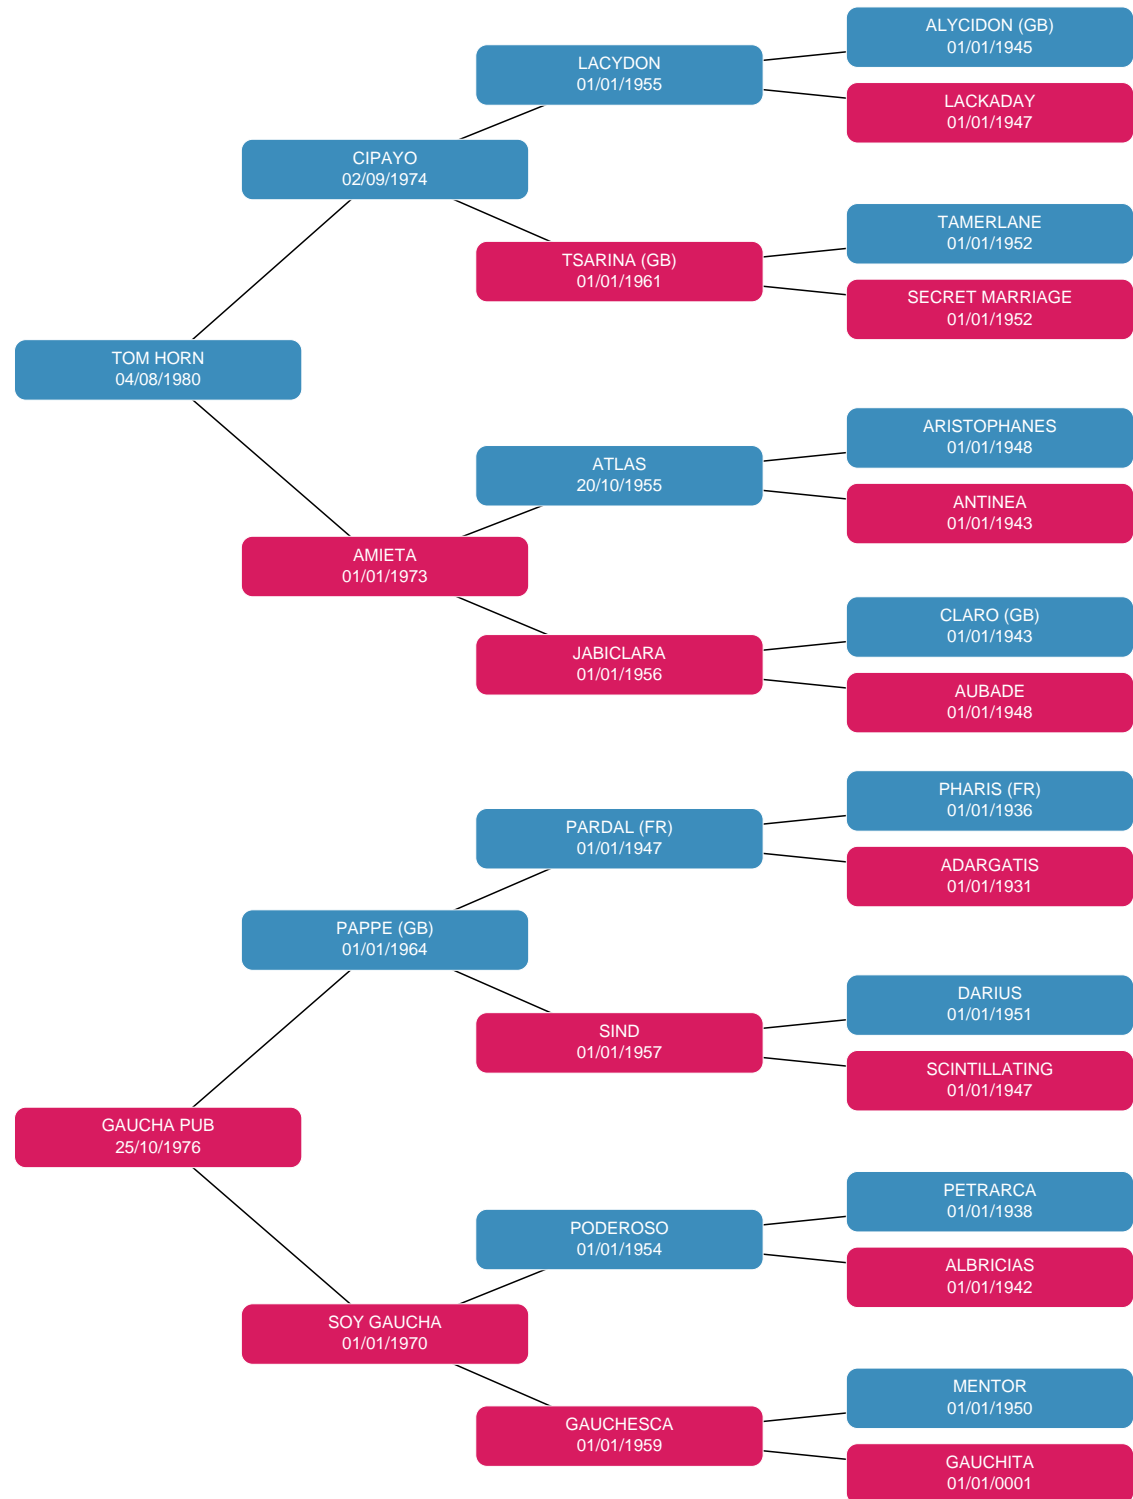 ALYCIDON (GB)
01/01/1945
LACYDON
01/01/1955
LACKADAY
01/01/1947
CIPAYO
02/09/1974
TAMERLANE
01/01/1952
TSARINA (GB)
01/01/1961
SECRET MARRIAGE
01/01/1952
TOM HORN
04/08/1980
ARISTOPHANES
01/01/1948
ATLAS
20/10/1955
ANTINEA
01/01/1943
AMIETA
01/01/1973
CLARO (GB)
01/01/1943
JABICLARA
01/01/1956
AUBADE
01/01/1948
PHARIS (FR)
01/01/1936
PARDAL (FR)
01/01/1947
ADARGATIS
01/01/1931
PAPPE (GB)
01/01/1964
DARIUS
01/01/1951
SIND
01/01/1957
SCINTILLATING
01/01/1947
GAUCHA PUB
25/10/1976
PETRARCA
01/01/1938
PODEROSO
01/01/1954
ALBRICIAS
01/01/1942
SOY GAUCHA
01/01/1970
MENTOR
01/01/1950
GAUCHESCA
01/01/1959
GAUCHITA
01/01/0001